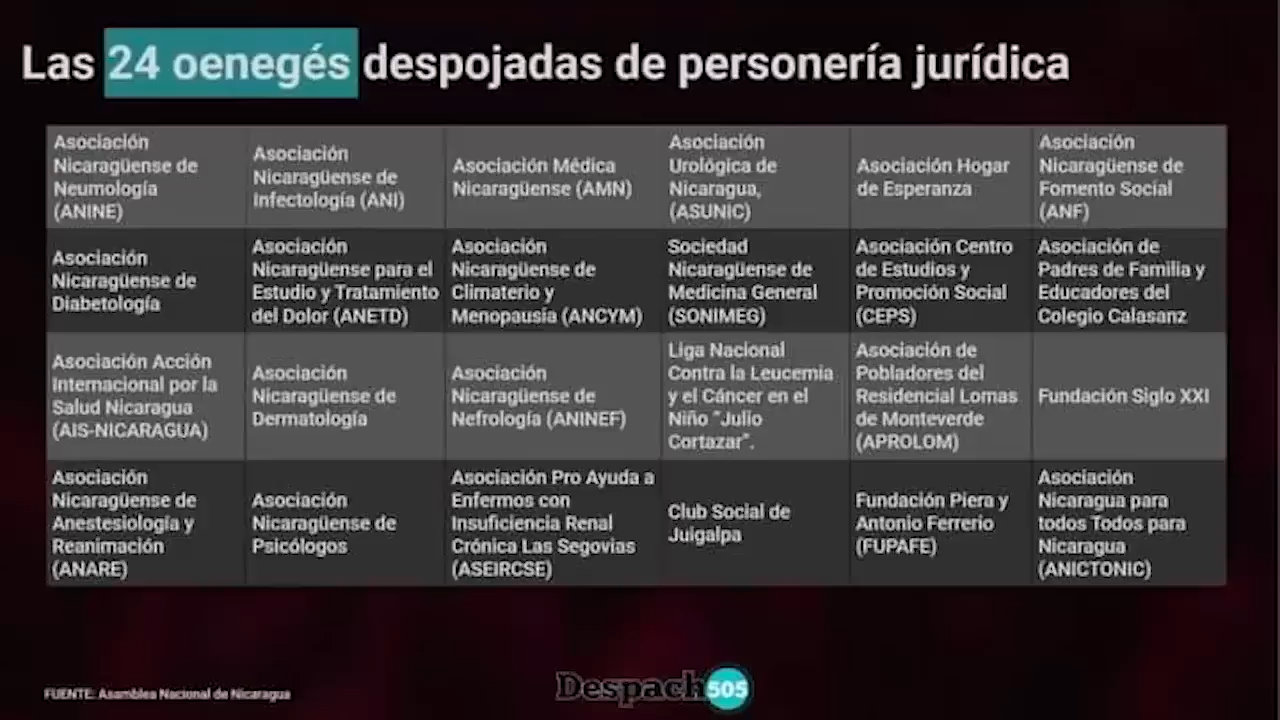 Las 24 oenegés despojadas de personería jurídica
Asociación
Nicaragüense de
Neumología
(ANINE)
Asociación
Nicaragüense de
Infectología (ANI)
Asociación Médica
Nicaragüense (AMN)
Asociación
Urológica de
Nicaragua,
(ASUNIC)
Asociación Hogar
de Esperanza
Asociación
Nicaragüense de
Fomento Social
(ANF)
Asociación
Nicaragüense de
Diabetología
Asociación
Nicaragüense para el
Estudio y Tratamiento
del Dolor (ANETD)
Asociación
Nicaragüense de
Climaterio y
Menopausía (ANCYM)
Sociedad
Nicaragüense de
Medicina General
(SONIMEG)
Asociación Centro
de Estudios y
Promoción Social
(CEPS)
Asociación de
Padres de Familia y
Educadores del
Colegio Calasanz
Asociación Acción
Internacional por la
Salud Nicaragua
(AIS-NICARAGUA)
Asociación
Nicaragüense de
Dermatología
Asociación
Nicaragüense de
Nefrología (ANINEF)
Liga Nacional
Contra la Leucemia
y el Cáncer en el
Niño "Julio
Cortazar".
Asociación de
Pobladores del
Residencial Lomas
de Monteverde
(APROLOM)
Fundación Siglo XXI
Asociación
Nicaragüense de
Anestesiología y
Reanimación
(ANARE)
Asociación
Nicaragüense de
Psicólogos
Asociación Pro Ayuda a
Enfermos con
Insuficiencia Renal
Crónica Las Segovias
(ASEIRCSE)
Club Social de
Juigalpa
Fundación Piera y
Antonio Ferrerio
(FUPAFE)
Asociación
Nicaragua para
todos Todos para
Nicaragua
(ANICTONIC)
FUENTE: Asamblea Nacional de Nicaragua
Despach505